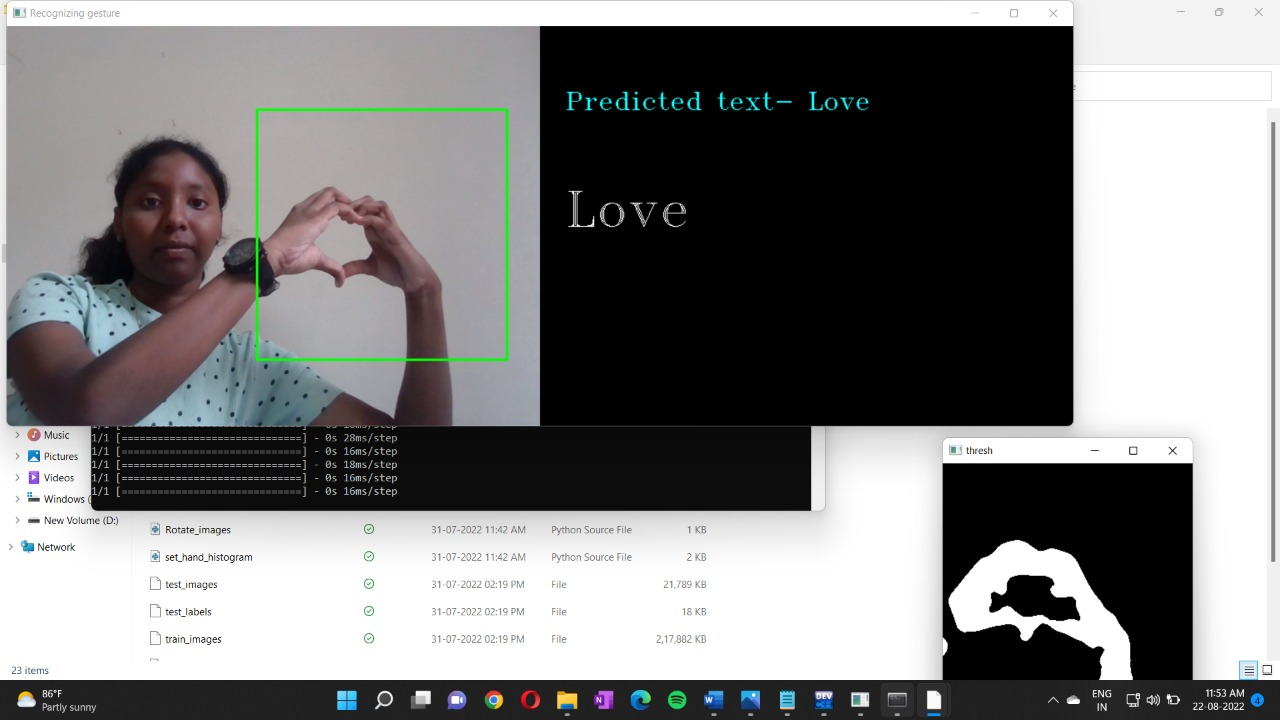 Recognizing gesture
Predicted text- Love
Love
1/1 [==============================] - 0s 28ms/step
1/1 [==============================] - 0s 16ms/step
1/1 [==============================] - 0s 18ms/step
1/1 [==============================] - 0s 16ms/step
1/1 [==============================] - 0s 16ms/step
Music
Pictures
Videos
Windows (
New Volume (D:)
Network
Rotate_images 31-07-2022 11:42 AM Python Source File 1 KB
set_hand_histogram 31-07-2022 11:42 AM Python Source File 2 KB
test_images 31-07-2022 02:19 PM File 21,789 KB
test_labels 31-07-2022 02:19 PM File 18 KB
train_images 31-07-2022 02:19 PM File 2,17,882 KB
thresh
23 items
86°F
Partly sunny
DEV
ENG
IN
11:53 AM
22-08-2022
4